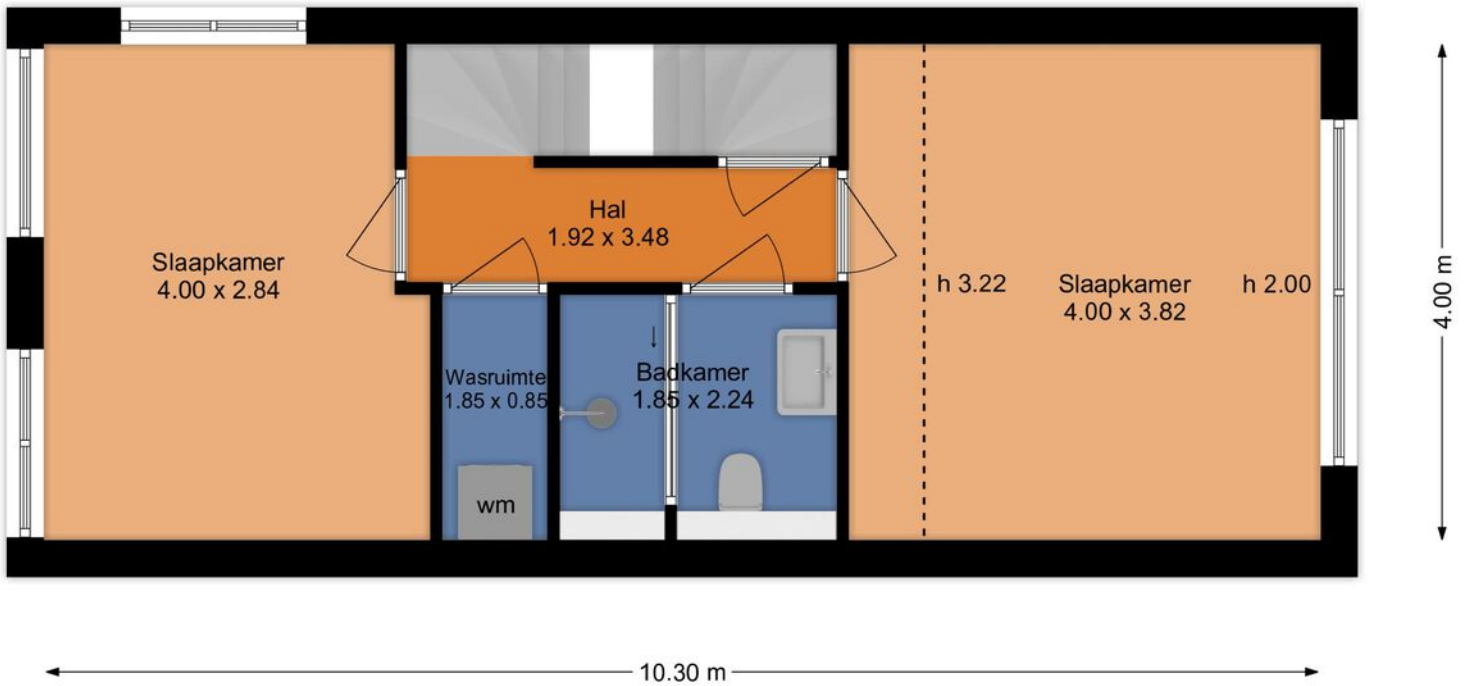 Hal
1.92 x 3.48
Slaapkamer
4.00 x 2.84
h 3.22
Slaapkamer
4.00 x 3.82
h 2.00
4.00 m
Wasruimte
1.85 x 0.85
Badkamer
1.85 x 2.24
wm
10.30 m